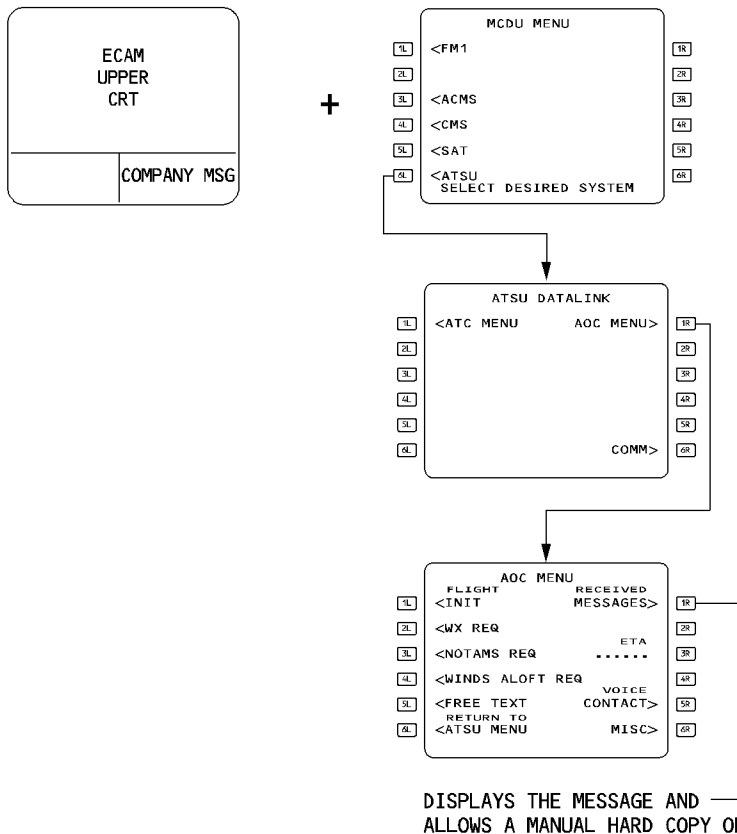 ECAM
UPPER
CRT
COMPANY MSG
+
MCDU MENU
1L <FM1 1R
2L 2R
3L <ACMS 3R
4L <CMS 4R
5L <SAT 5R
6L <ATSU 6R
SELECT DESIRED SYSTEM
ATSU DATALINK
1L <ATC MENU AOC MENU> 1R
2L 2R
3L 3R
4L 4R
5L 5R
6L COMM> 6R
AOC MENU
FLIGHT RECEIVED
1L <INIT MESSAGES> 1R
2L <WX REQ 2R
ETA
3L <NOTAMS REQ ...... 3R
4L <WINDS ALOFT REQ 4R
VOICE
5L <FREE TEXT CONTACT> 5R
RETURN TO
6L <ATSU MENU MISC> 6R
DISPLAYS THE MESSAGE AND
ALLOWS A MANUAL HARD COPY